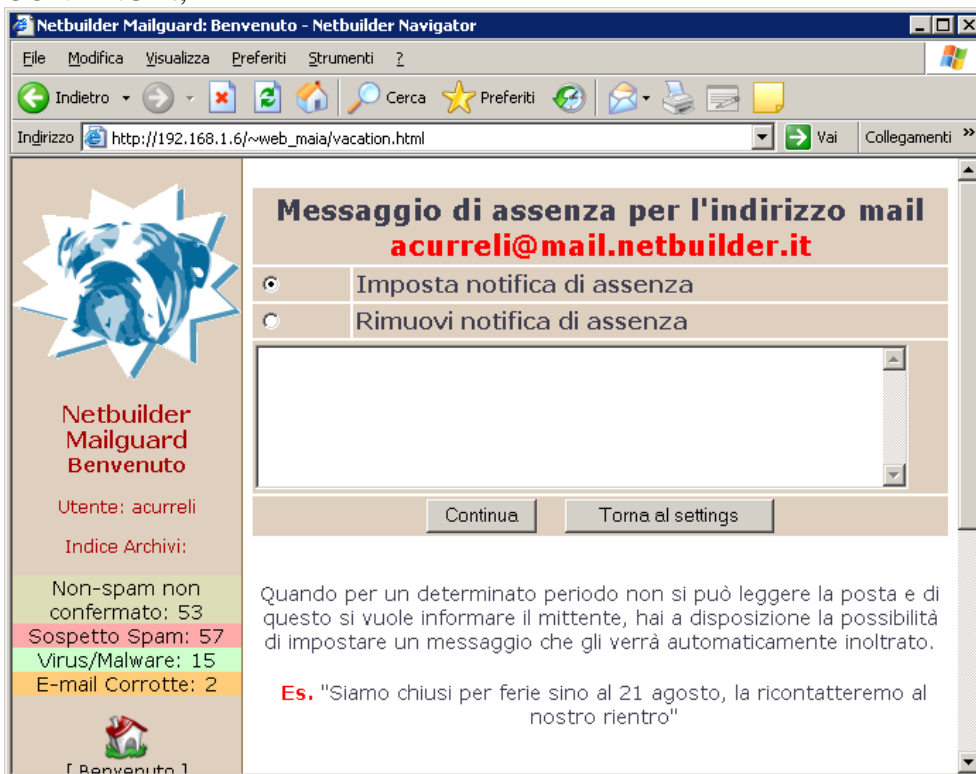 Netbuilder Mailguard: Benvenuto - Netbuilder Navigator
File Modifica Visualizza Preferiti Strumenti ?
Indietro Cerca Preferiti
Indirizzo http://192.168.1.6/~web_maia/vacation.html Vai Collegamenti »
Messaggio di assenza per l'indirizzo mail
acurreli@mail.netbuilder.it
Imposta notifica di assenza
Rimuovi notifica di assenza
Continua Torna al settings
Quando per un determinato periodo non si può leggere la posta e di
questo si vuole informare il mittente, hai a disposizione la possibilità
di impostare un messaggio che gli verrà automaticamente inoltrato.
Es. "Siamo chiusi per ferie sino al 21 agosto, la ricontatteremo al
nostro rientro"
Netbuilder
Mailguard
Benvenuto
Utente: acurreli
Indice Archivi:
Non-spam non
confermato: 53
Sospetto Spam: 57
Virus/Malware: 15
E-mail Corrotte: 2
[ Benvenuto ]